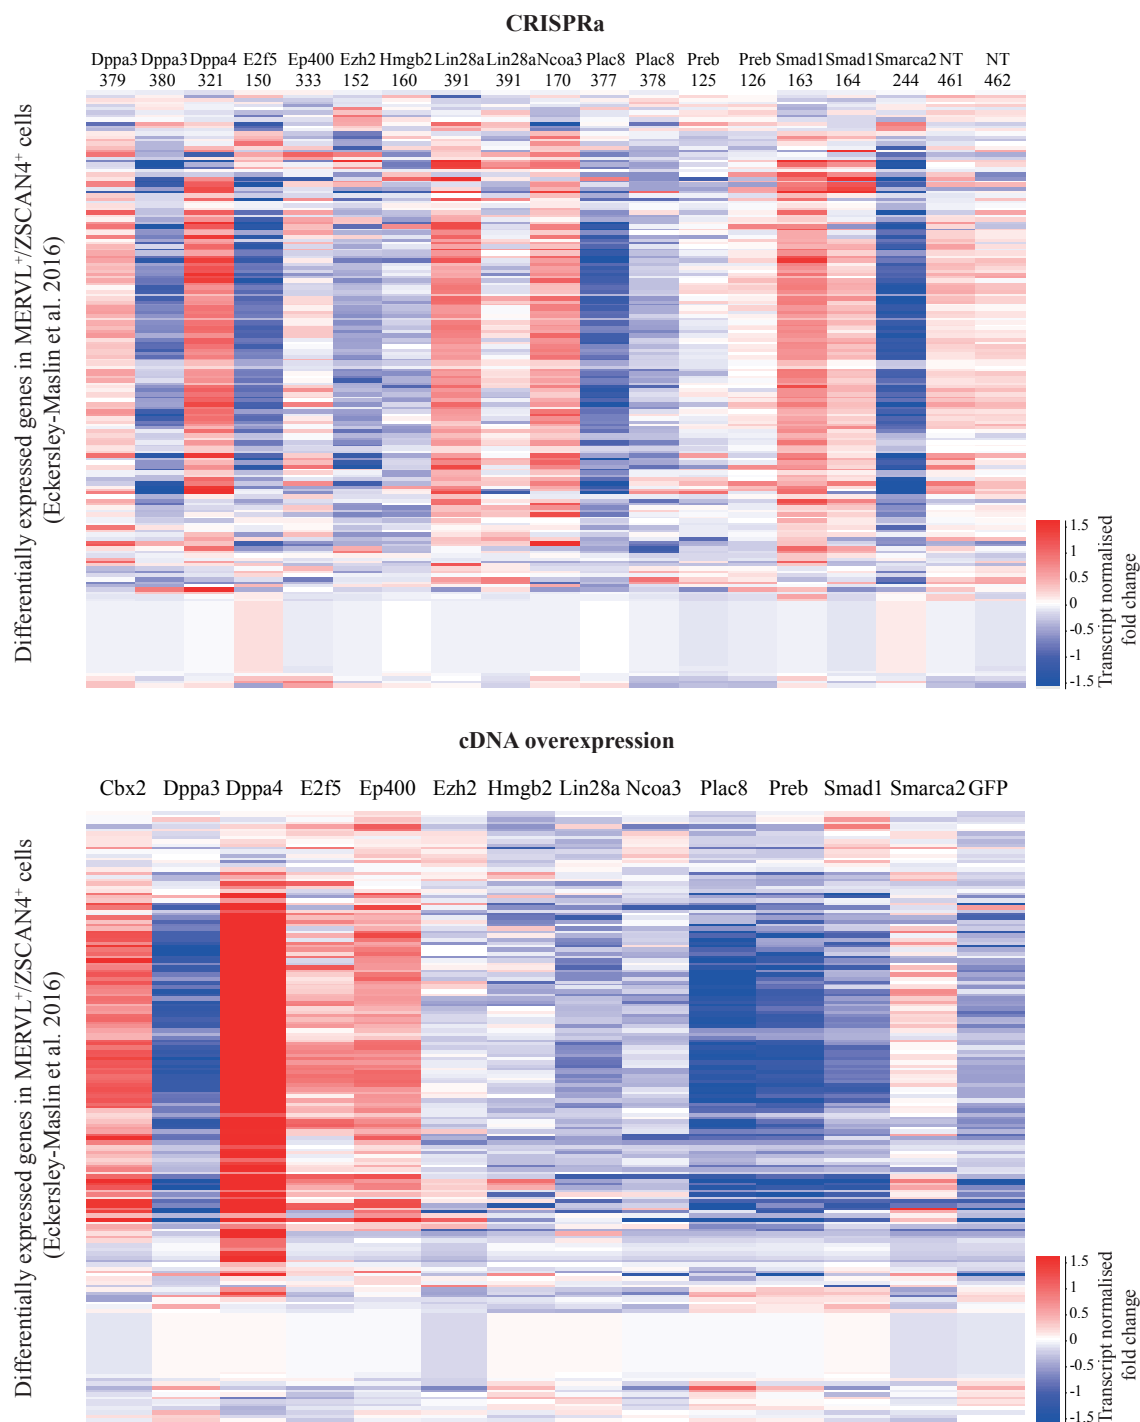 CRISPRa
Dppa3 Dppa3 Dppa4 E2f5 Ep400 Ezh2 Hmgb2 Lin28a Lin28a Ncoa3 Plac8 Plac8 Preb Preb Smad1 Smad1 Smarca2 NT NT
379 380 321 150 333 152 160 391 391 170 377 378 125 126 163 164 244 461 462
Differentially expressed genes in MERVL⁺/ZSCAN4⁺ cells
(Eckersley-Maslin et al. 2016)
1.5
1
0.5
0
-0.5
-1
-1.5
Transcript normalised
fold change
cDNA overexpression
Cbx2 Dppa3 Dppa4 E2f5 Ep400 Ezh2 Hmgb2 Lin28a Ncoa3 Plac8 Preb Smad1 Smarca2 GFP
Differentially expressed genes in MERVL⁺/ZSCAN4⁺ cells
(Eckersley-Maslin et al. 2016)
1.5
1
0.5
0
-0.5
-1
-1.5
Transcript normalised
fold change